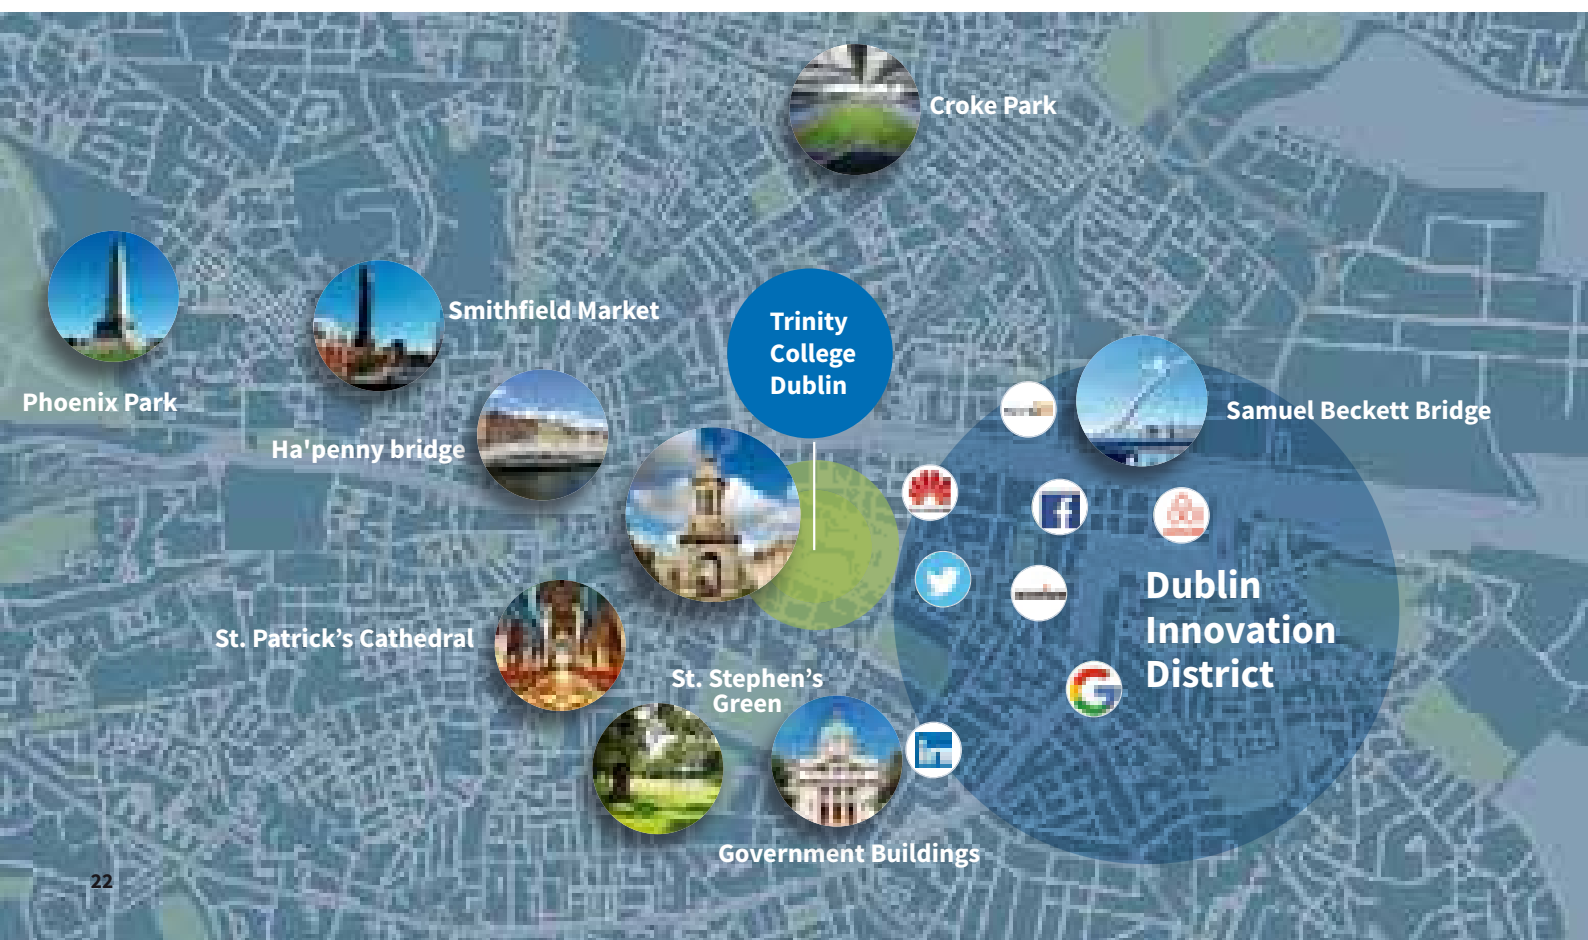 Croke Park
Smithfield Market
Trinity
College
Dublin
Phoenix Park
Samuel Beckett Bridge
Ha'penny bridge
Dublin
Innovation
District
St. Patrick’s Cathedral
St. Stephen’s
Green
Government Buildings
22